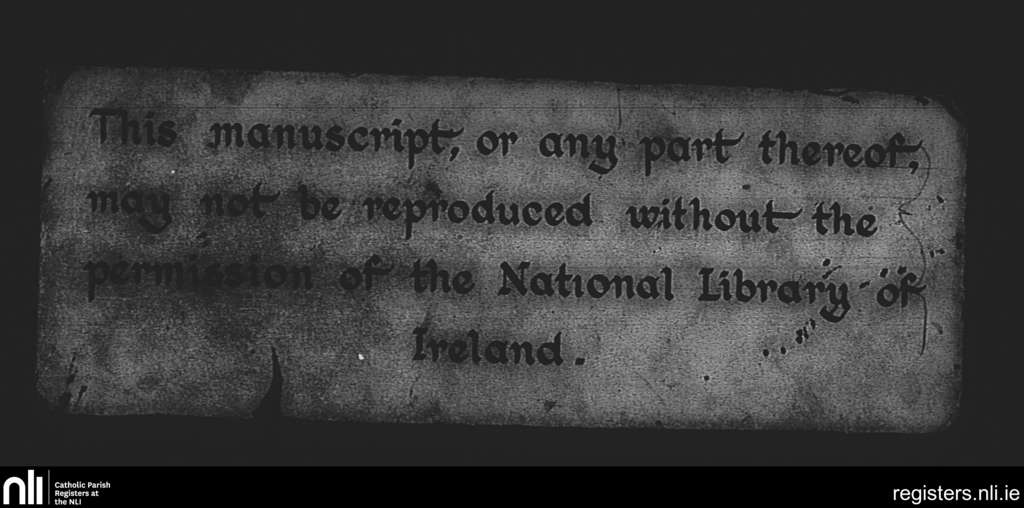 This manuscript, or any part thereof,
may not be reproduced without the
permission of the National Library of
Ireland.
nli
Catholic Parish
Registers at
the NLI
registers.nli.ie